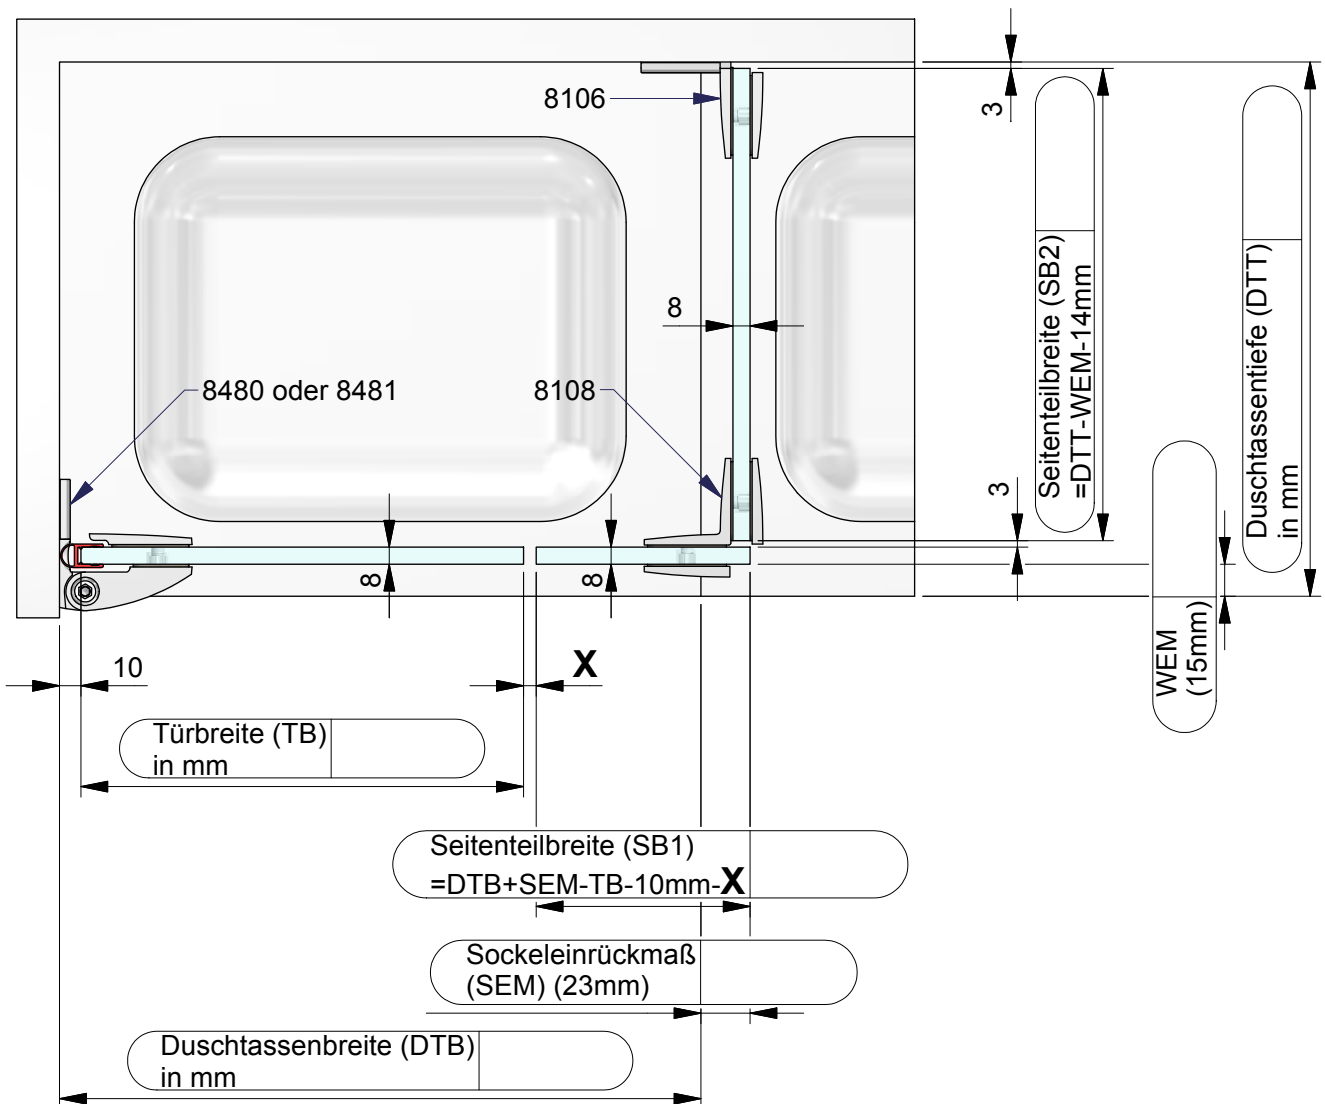 8106
3
8
8480 oder 8481
8108
3
8
8
10
X
Türbreite (TB)
in mm
Seitenteilbreite (SB1)
=DTB+SEM-TB-10mm-X
Sockeleinrückmaß
(SEM) (23mm)
Duschtassenbreite (DTB)
in mm
Seitenteilbreite (SB2)
=DTT-WEM-14mm
Duschtassentiefe (DTT)
in mm
WEM
(15mm)